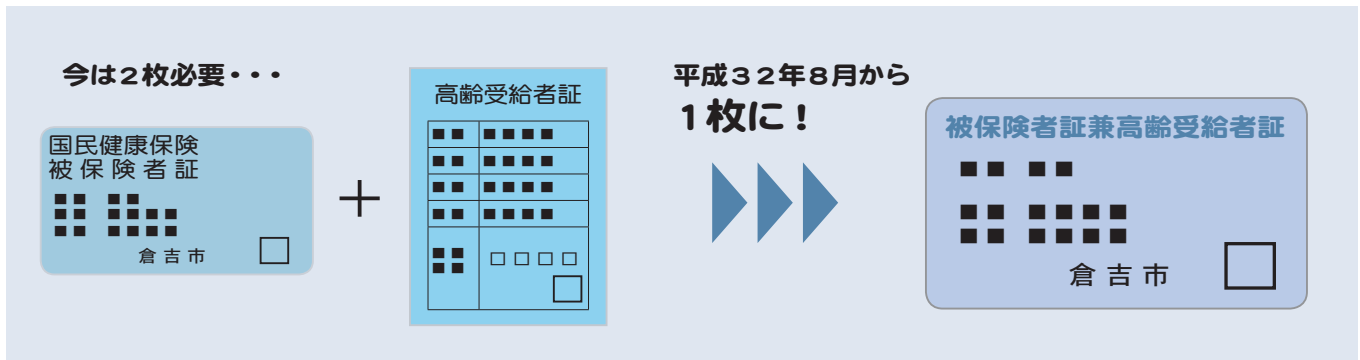 今は２枚必要・・・
国民健康保険
被保険者証
倉吉市
＋
高齢受給者証
平成３２年８月から
１枚に！
被保険者証兼高齢受給者証
倉吉市